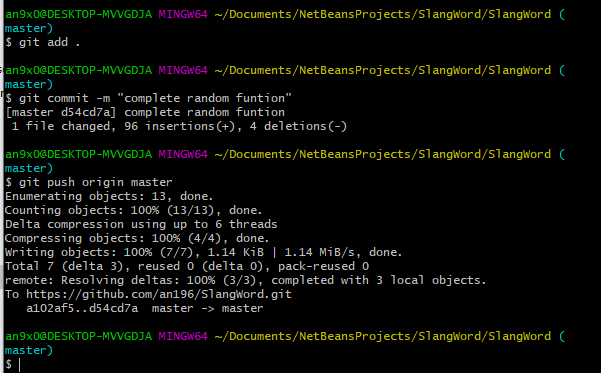 an9x0@DESKTOP-MVVGDJA MINGW64 ~/Documents/NetBeansProjects/SlangWord/SlangWord (
master)
$ git add .
an9x0@DESKTOP-MVVGDJA MINGW64 ~/Documents/NetBeansProjects/SlangWord/SlangWord (
master)
$ git commit -m "complete random funtion"
[master d54cd7a] complete random funtion
 1 file changed, 96 insertions(+), 4 deletions(-)
an9x0@DESKTOP-MVVGDJA MINGW64 ~/Documents/NetBeansProjects/SlangWord/SlangWord (
master)
$ git push origin master
Enumerating objects: 13, done.
Counting objects: 100% (13/13), done.
Delta compression using up to 6 threads
Compressing objects: 100% (4/4), done.
Writing objects: 100% (7/7), 1.14 KiB | 1.14 MiB/s, done.
Total 7 (delta 3), reused 0 (delta 0), pack-reused 0
remote: Resolving deltas: 100% (3/3), completed with 3 local objects.
To https://github.com/an196/SlangWord.git
   a102af5..d54cd7a  master -> master
an9x0@DESKTOP-MVVGDJA MINGW64 ~/Documents/NetBeansProjects/SlangWord/SlangWord (
master)
$